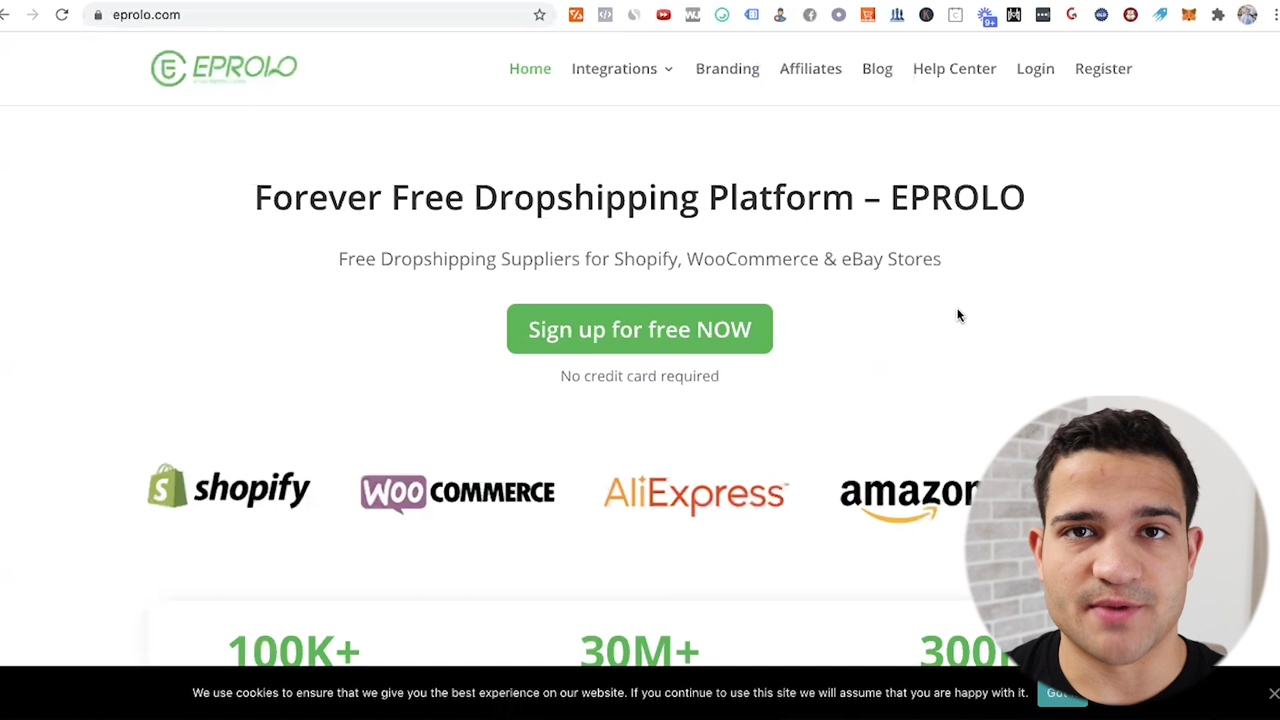 eprolo.com
9+
EPROLO
Home Integrations Branding Affiliates Blog Help Center Login Register
Forever Free Dropshipping Platform – EPROLO
Free Dropshipping Suppliers for Shopify, WooCommerce & eBay Stores
Sign up for free NOW
No credit card required
shopify WOO COMMERCE AliExpress amazon
100K+ 30M+ 300
We use cookies to ensure that we give you the best experience on our website. If you continue to use this site we will assume that you are happy with it.